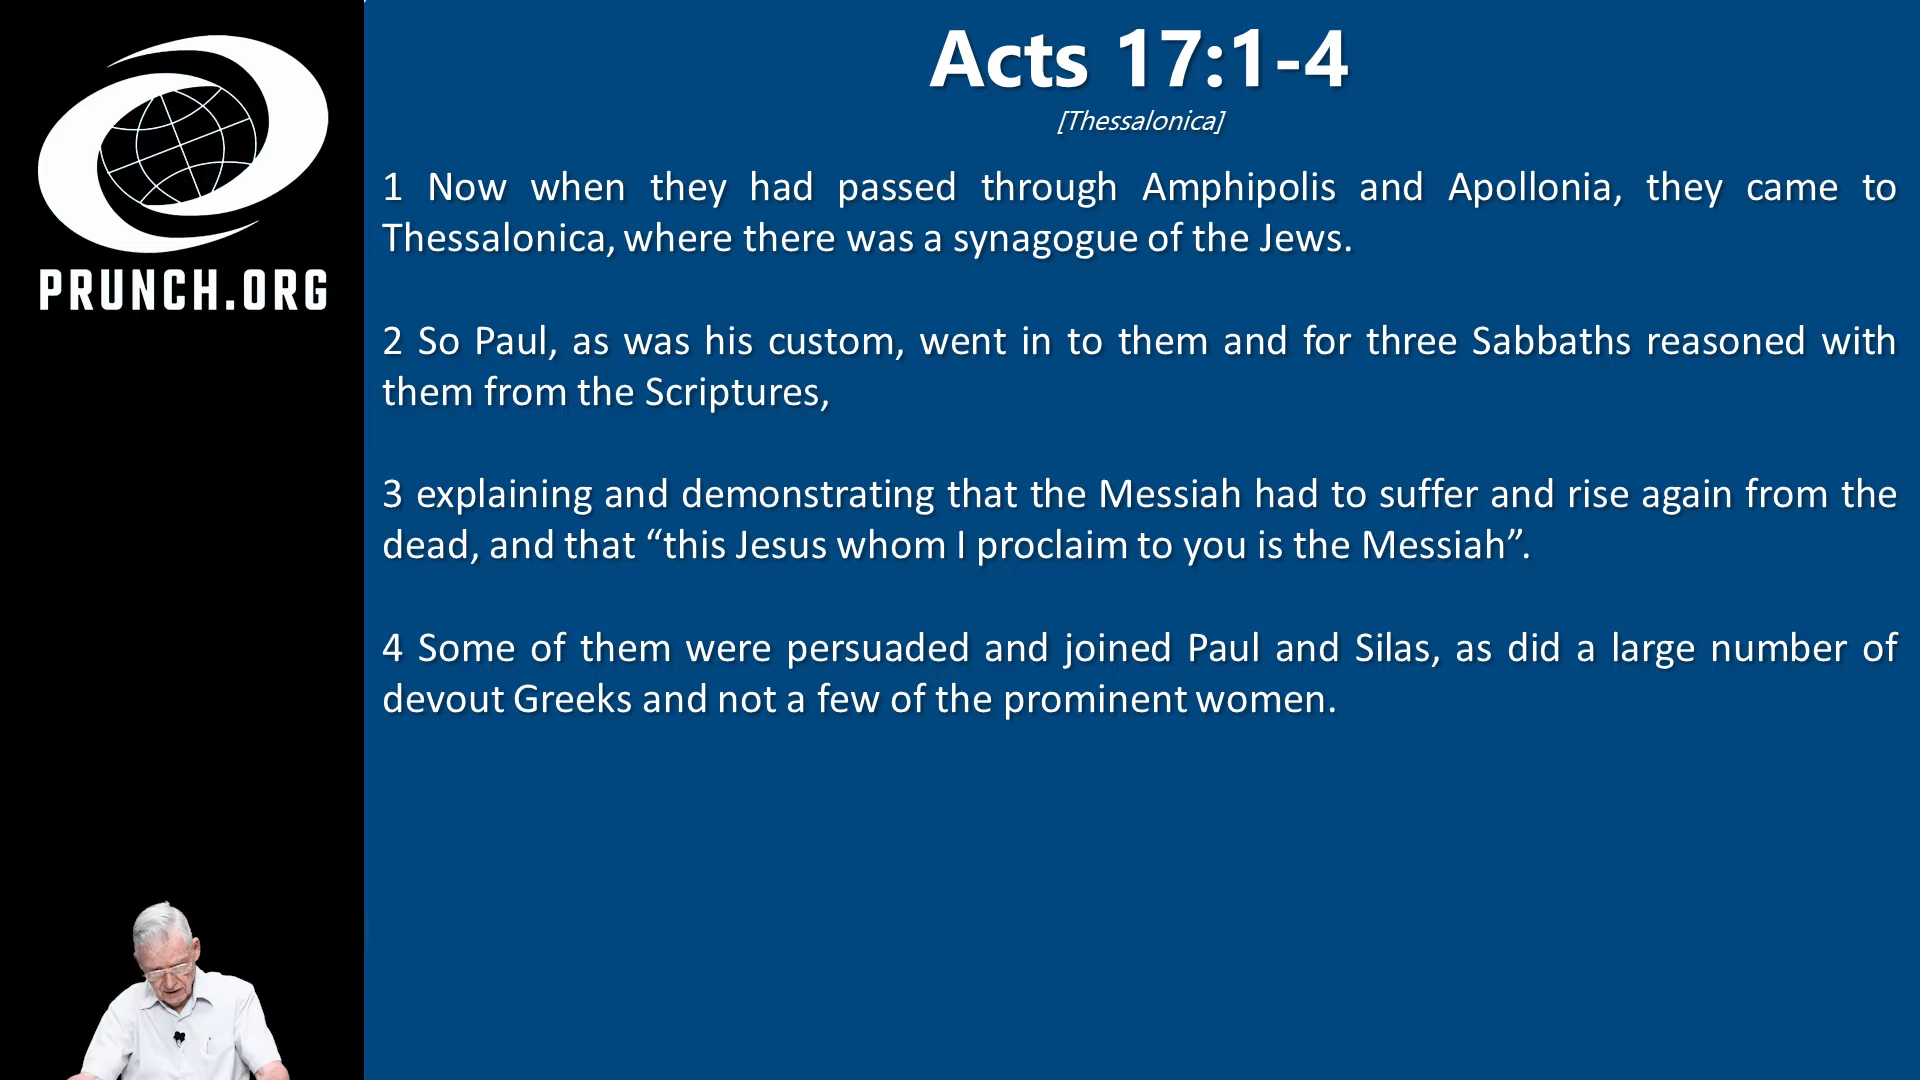 PRUNCH.ORG
Acts 17:1-4
[Thessalonica]
1 Now when they had passed through Amphipolis and Apollonia, they came to
Thessalonica, where there was a synagogue of the Jews.
2 So Paul, as was his custom, went in to them and for three Sabbaths reasoned with
them from the Scriptures,
3 explaining and demonstrating that the Messiah had to suffer and rise again from the
dead, and that “this Jesus whom I proclaim to you is the Messiah”.
4 Some of them were persuaded and joined Paul and Silas, as did a large number of
devout Greeks and not a few of the prominent women.